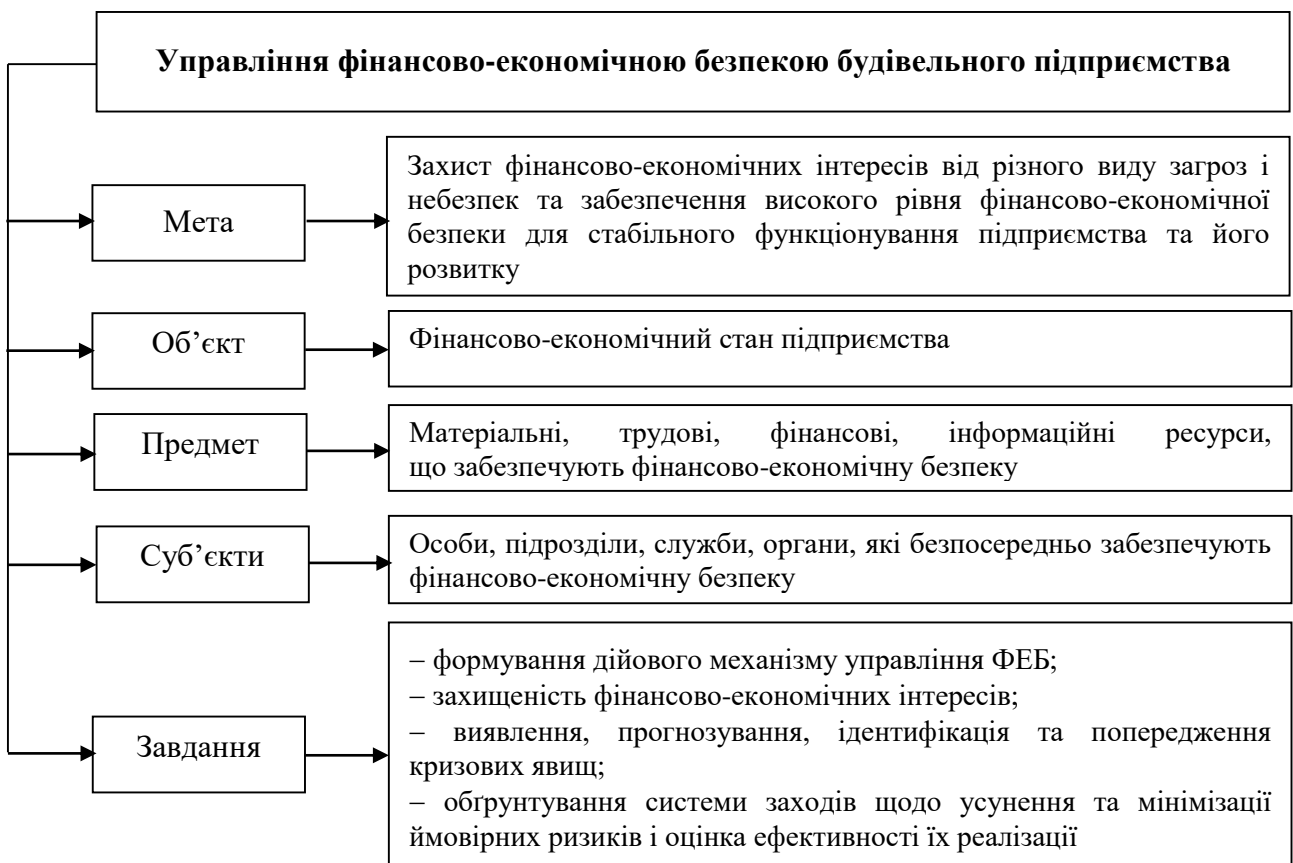 Управління фінансово-економічною безпекою будівельного підприємства
Мета
Захист фінансово-економічних інтересів від різного виду загроз і
небезпек та забезпечення високого рівня фінансово-економічної
безпеки для стабільного функціонування підприємства та його
розвитку
Об’єкт
Фінансово-економічний стан підприємства
Предмет
Матеріальні, трудові, фінансові, інформаційні ресурси,
що забезпечують фінансово-економічну безпеку
Суб’єкти
Особи, підрозділи, служби, органи, які безпосередньо забезпечують
фінансово-економічну безпеку
Завдання
– формування дійового механізму управління ФЕБ;
– захищеність фінансово-економічних інтересів;
– виявлення, прогнозування, ідентифікація та попередження
кризових явищ;
– обґрунтування системи заходів щодо усунення та мінімізації
ймовірних ризиків і оцінка ефективності їх реалізації